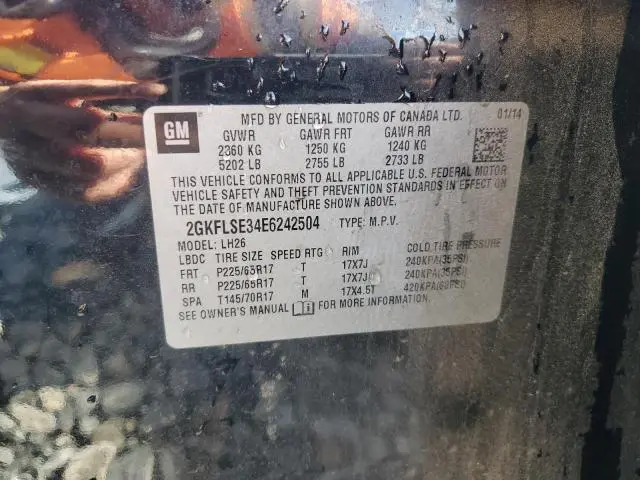 GM
MFD BY GENERAL MOTORS OF CANADA LTD. 01/14
GVWR GAWR FRT GAWR RR
2360 KG 1250 KG 1240 KG
5202 LB 2755 LB 2733 LB
THIS VEHICLE CONFORMS TO ALL APPLICABLE U.S. FEDERAL MOTOR
VEHICLE SAFETY AND THEFT PREVENTION STANDARDS IN EFFECT ON
THE DATE OF MANUFACTURE SHOWN ABOVE.
2GKFLSE34E6242504 TYPE: M.P.V.
MODEL: LH26
LBDC TIRE SIZE SPEED RTG RIM COLD TIRE PRESSURE
FRT P225/65R17 T 17X7J 240KPA(35PSI)
RR P225/65R17 T 17X7J 240KPA(35PSI)
SPA T145/70R17 M 17X4.5T 420KPA(60PSI)
SEE OWNER'S MANUAL FOR MORE INFORMATION.